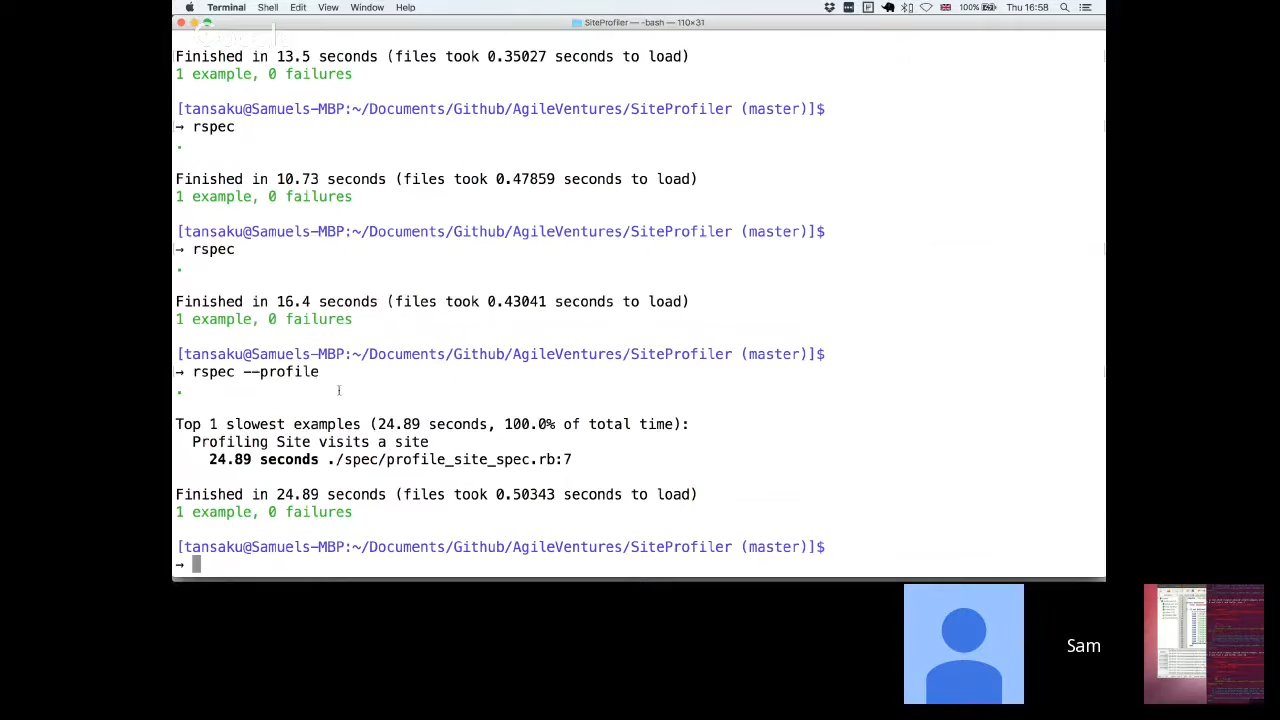 Terminal Shell Edit View Window Help 100% Thu 16:58
SiteProfiler — -bash — 110×31
Finished in 13.5 seconds (files took 0.35027 seconds to load)
1 example, 0 failures
[tansaku@Samuels-MBP:~/Documents/Github/AgileVentures/SiteProfiler (master)]$
→ rspec
.
Finished in 10.73 seconds (files took 0.47859 seconds to load)
1 example, 0 failures
[tansaku@Samuels-MBP:~/Documents/Github/AgileVentures/SiteProfiler (master)]$
→ rspec
.
Finished in 16.4 seconds (files took 0.43041 seconds to load)
1 example, 0 failures
[tansaku@Samuels-MBP:~/Documents/Github/AgileVentures/SiteProfiler (master)]$
→ rspec --profile
.
Top 1 slowest examples (24.89 seconds, 100.0% of total time):
Profiling Site visits a site
24.89 seconds ./spec/profile_site_spec.rb:7
Finished in 24.89 seconds (files took 0.50343 seconds to load)
1 example, 0 failures
[tansaku@Samuels-MBP:~/Documents/Github/AgileVentures/SiteProfiler (master)]$
→
Sam